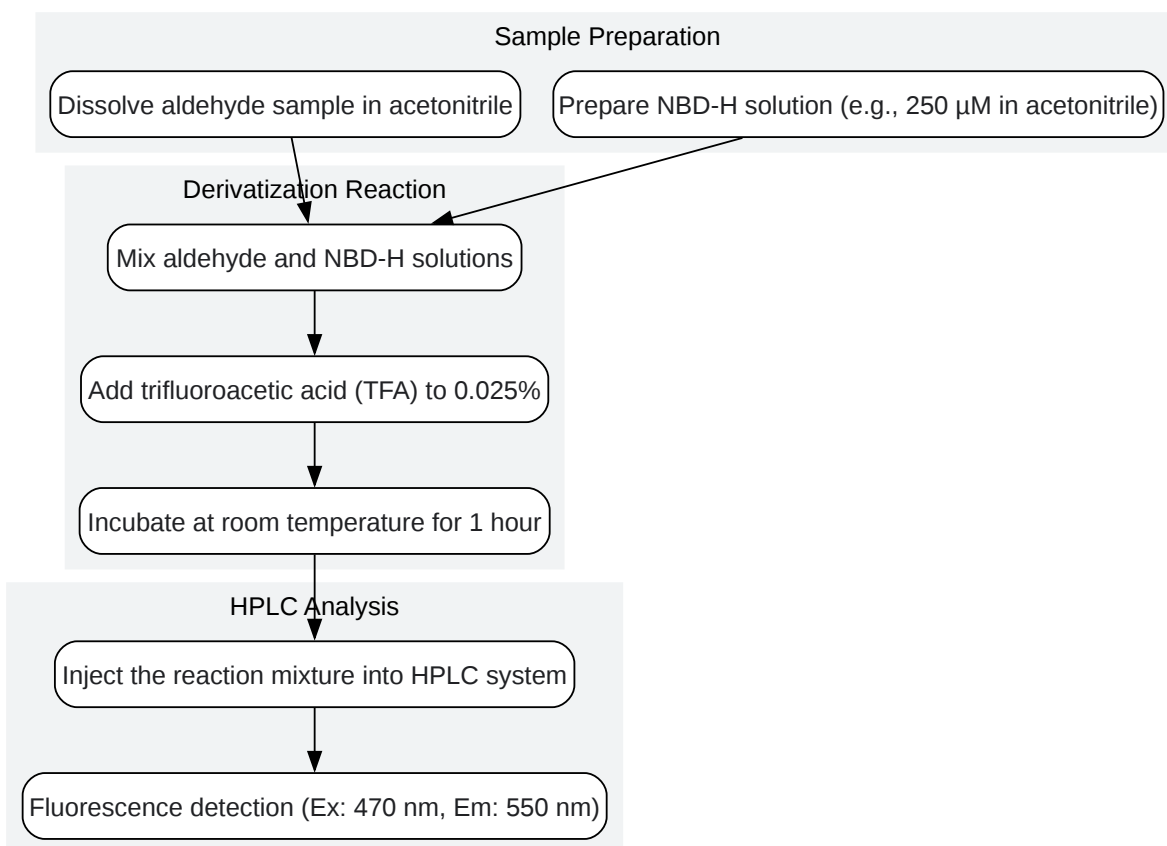 Sample Preparation
Dissolve aldehyde sample in acetonitrile
Prepare NBD-H solution (e.g., 250 µM in acetonitrile)
Derivatization Reaction
Mix aldehyde and NBD-H solutions
Add trifluoroacetic acid (TFA) to 0.025%
Incubate at room temperature for 1 hour
HPLC Analysis
Inject the reaction mixture into HPLC system
Fluorescence detection (Ex: 470 nm, Em: 550 nm)